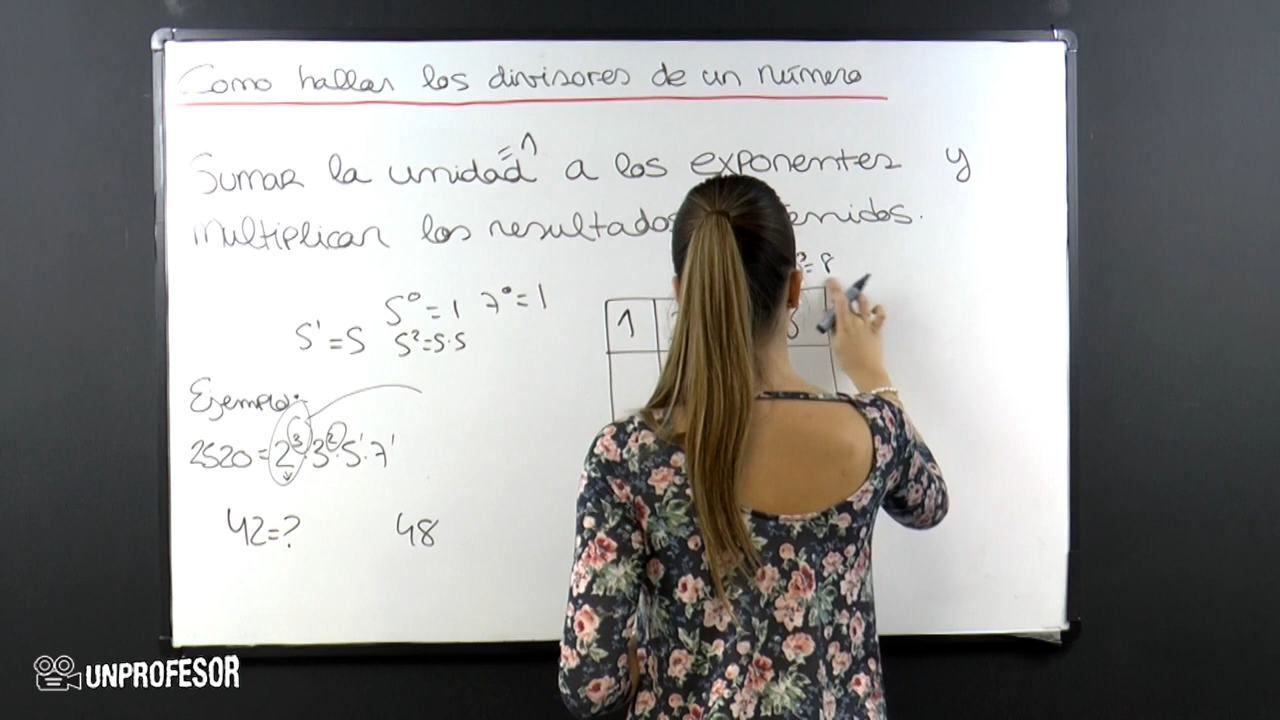 Como hallar los divisores de un número
=1
Sumar la unidad a los exponentes y
multiplicar los resultados
5⁰=1 7⁰=1
5¹=5 5²=5·5
=8
1
Ejemplo:
2520=2³·3²·5¹·7¹
42=? 48
UNPROFESOR